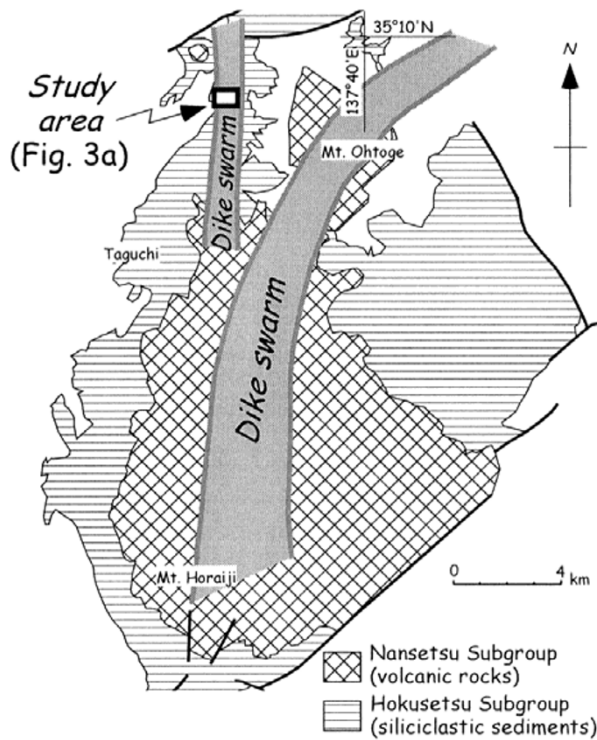 35°10'N
137°40'E
N
Study
area
(Fig. 3a)
Dike swarm
Mt. Ohtoge
Taguchi
Dike swarm
Mt. Horaiji
0 4
km
Nansetsu Subgroup
(volcanic rocks)
Hokusetsu Subgroup
(siliciclastic sediments)